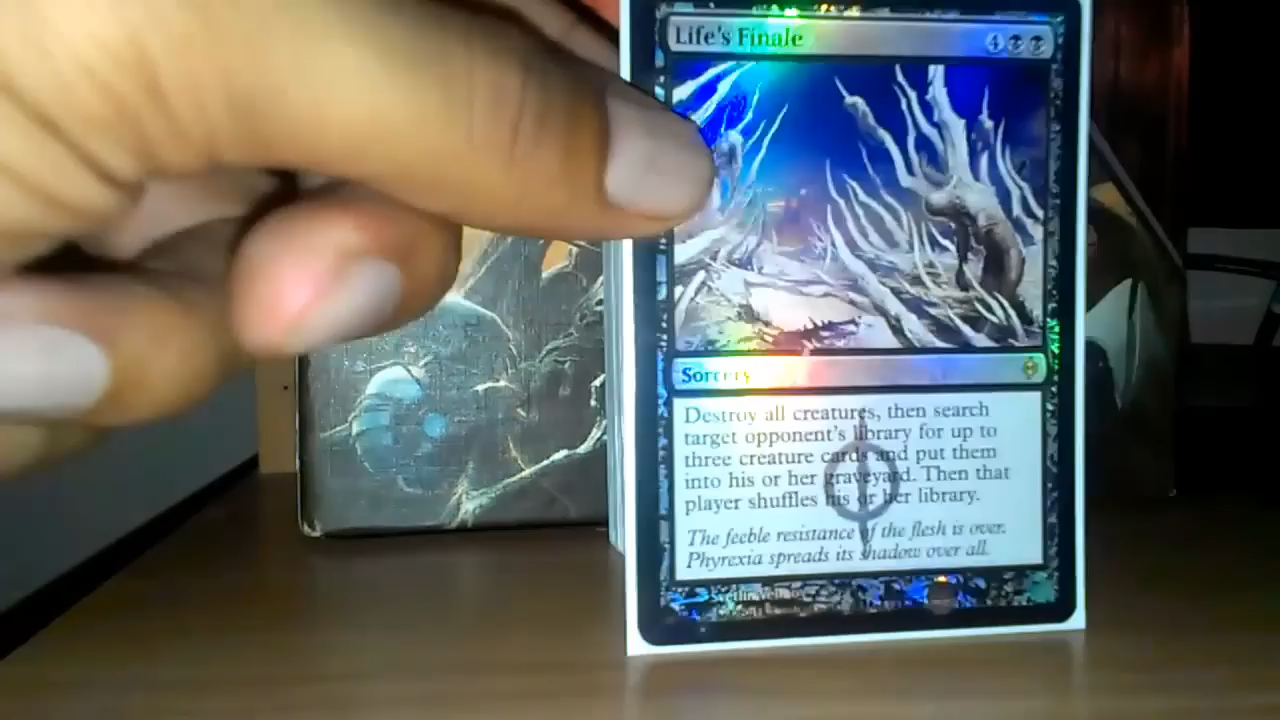 Life's Finale 4
Sorcery
Destroy all creatures, then search
target opponent's library for up to
three creature cards and put them
into his or her graveyard. Then that
player shuffles his or her library.
The feeble resistance of the flesh is over.
Phyrexia spreads its shadow over all.
Svetlin